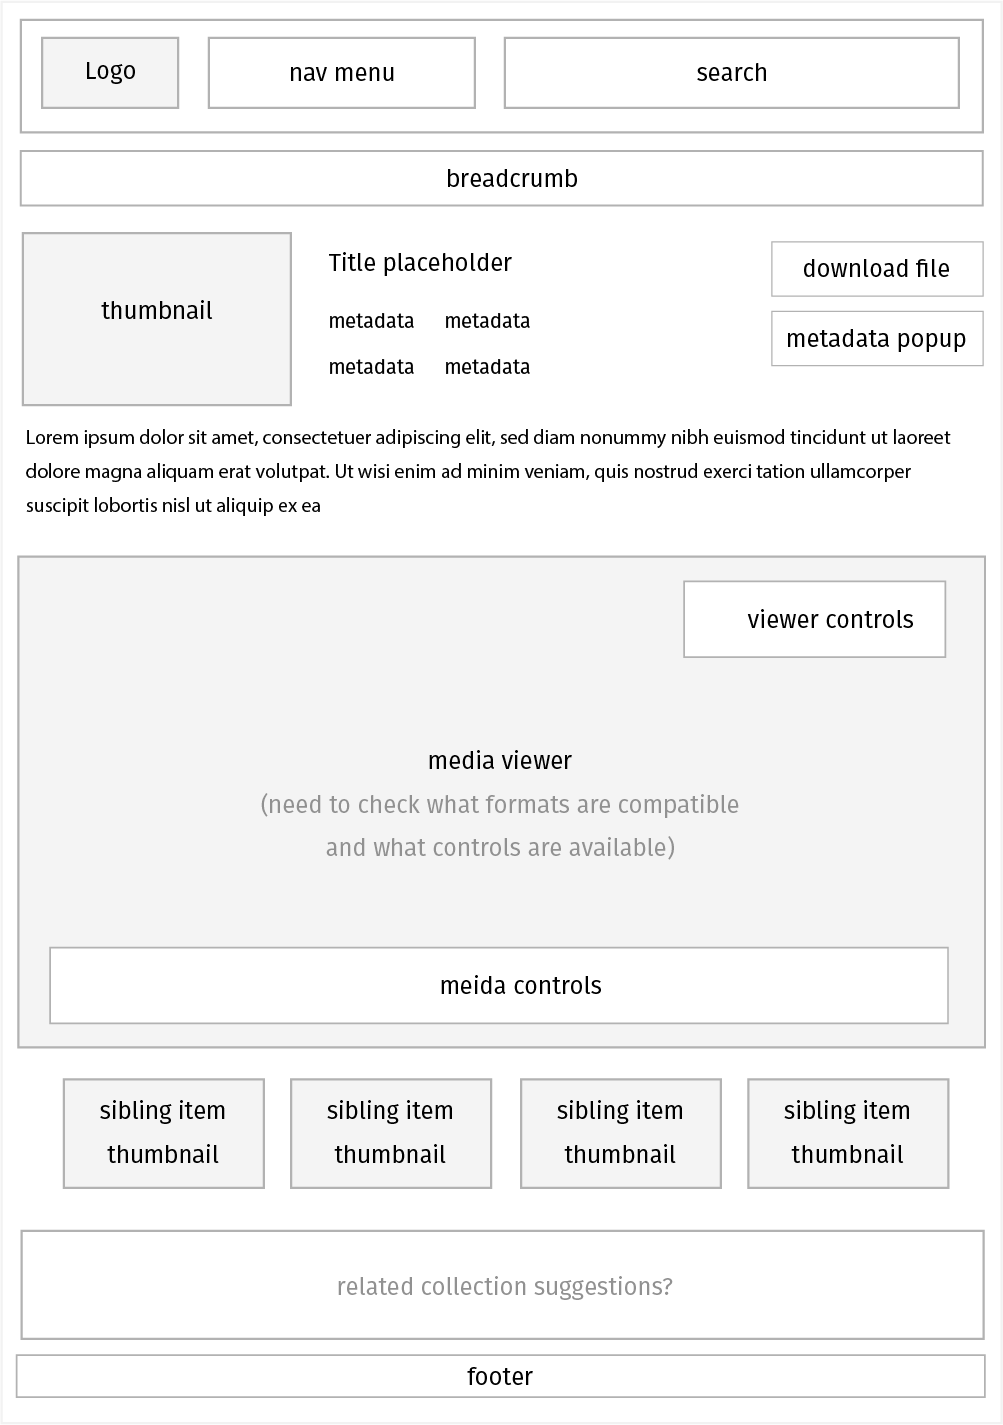 Logo
nav menu
search
breadcrumb
thumbnail
Title placeholder
metadata metadata
metadata metadata
download file
metadata popup
Lorem ipsum dolor sit amet, consectetuer adipiscing elit, sed diam nonummy nibh euismod tincidunt ut laoreet
dolore magna aliquam erat volutpat. Ut wisi enim ad minim veniam, quis nostrud exerci tation ullamcorper
suscipit lobortis nisl ut aliquip ex ea
viewer controls
media viewer
(need to check what formats are compatible
and what controls are available)
meida controls
sibling item
thumbnail
sibling item
thumbnail
sibling item
thumbnail
sibling item
thumbnail
related collection suggestions?
footer